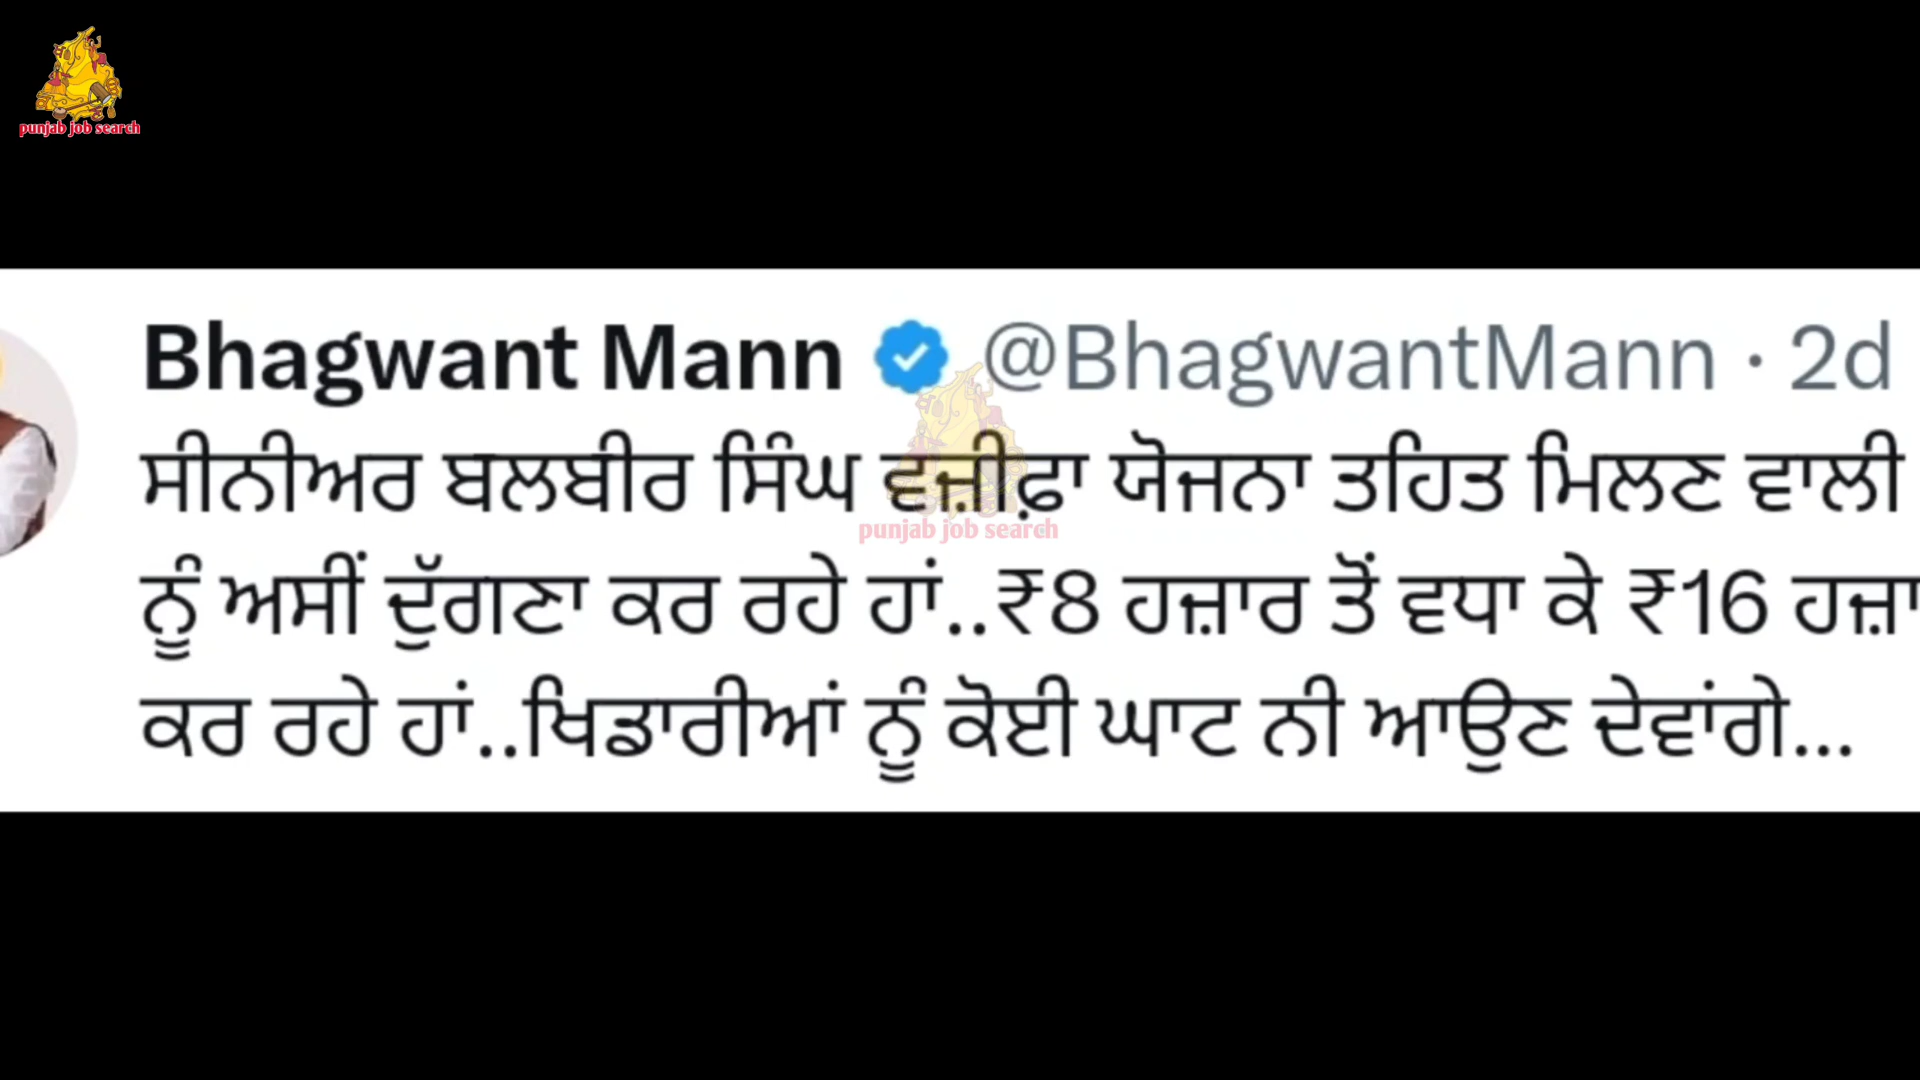 punjab job search
Bhagwant Mann @BhagwantMann · 2d
ਸੀਨੀਅਰ ਬਲਬੀਰ ਸਿੰਘ ਵਜ਼ੀਫ਼ਾ ਯੋਜਨਾ ਤਹਿਤ ਮਿਲਣ ਵਾਲੀ
punjab job search
ਨੂੰ ਅਸੀਂ ਦੁੱਗਣਾ ਕਰ ਰਹੇ ਹਾਂ..₹8 ਹਜ਼ਾਰ ਤੋਂ ਵਧਾ ਕੇ ₹16
ਕਰ ਰਹੇ ਹਾਂ..ਖਿਡਾਰੀਆਂ ਨੂੰ ਕੋਈ ਘਾਟ ਨੀ ਆਉਣ ਦੇਵਾਂਗੇ...